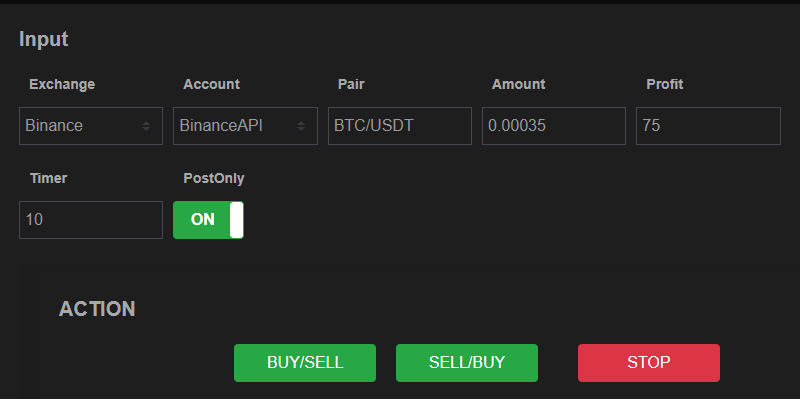 Input
Exchange Account Pair Amount Profit
Binance BinanceAPI BTC/USDT 0.00035 75
Timer PostOnly
10 ON
ACTION
BUY/SELL SELL/BUY STOP